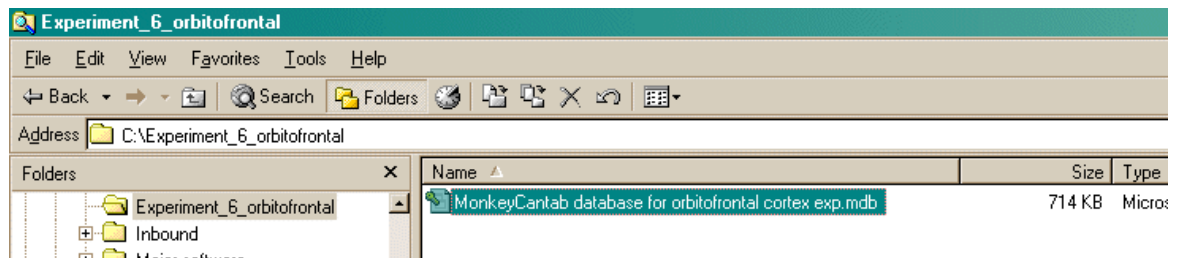 Experiment_6_orbitofrontal
File Edit View Favorites Tools Help
Back Search Folders
Address C:\Experiment_6_orbitofrontal
Folders × Name Size Type
Experiment_6_orbitofrontal MonkeyCantab database for orbitofrontal cortex exp.mdb 714 KB Micros
Inbound